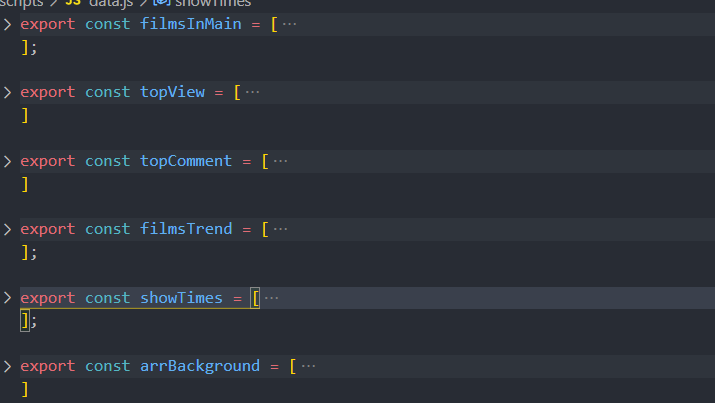 scripts > JS data.js > showTimes
export const filmsInMain = [ ···
];
export const topView = [ ···
]
export const topComment = [ ···
]
export const filmsTrend = [ ···
];
export const showTimes = [ ···
];
export const arrBackground = [ ···
]